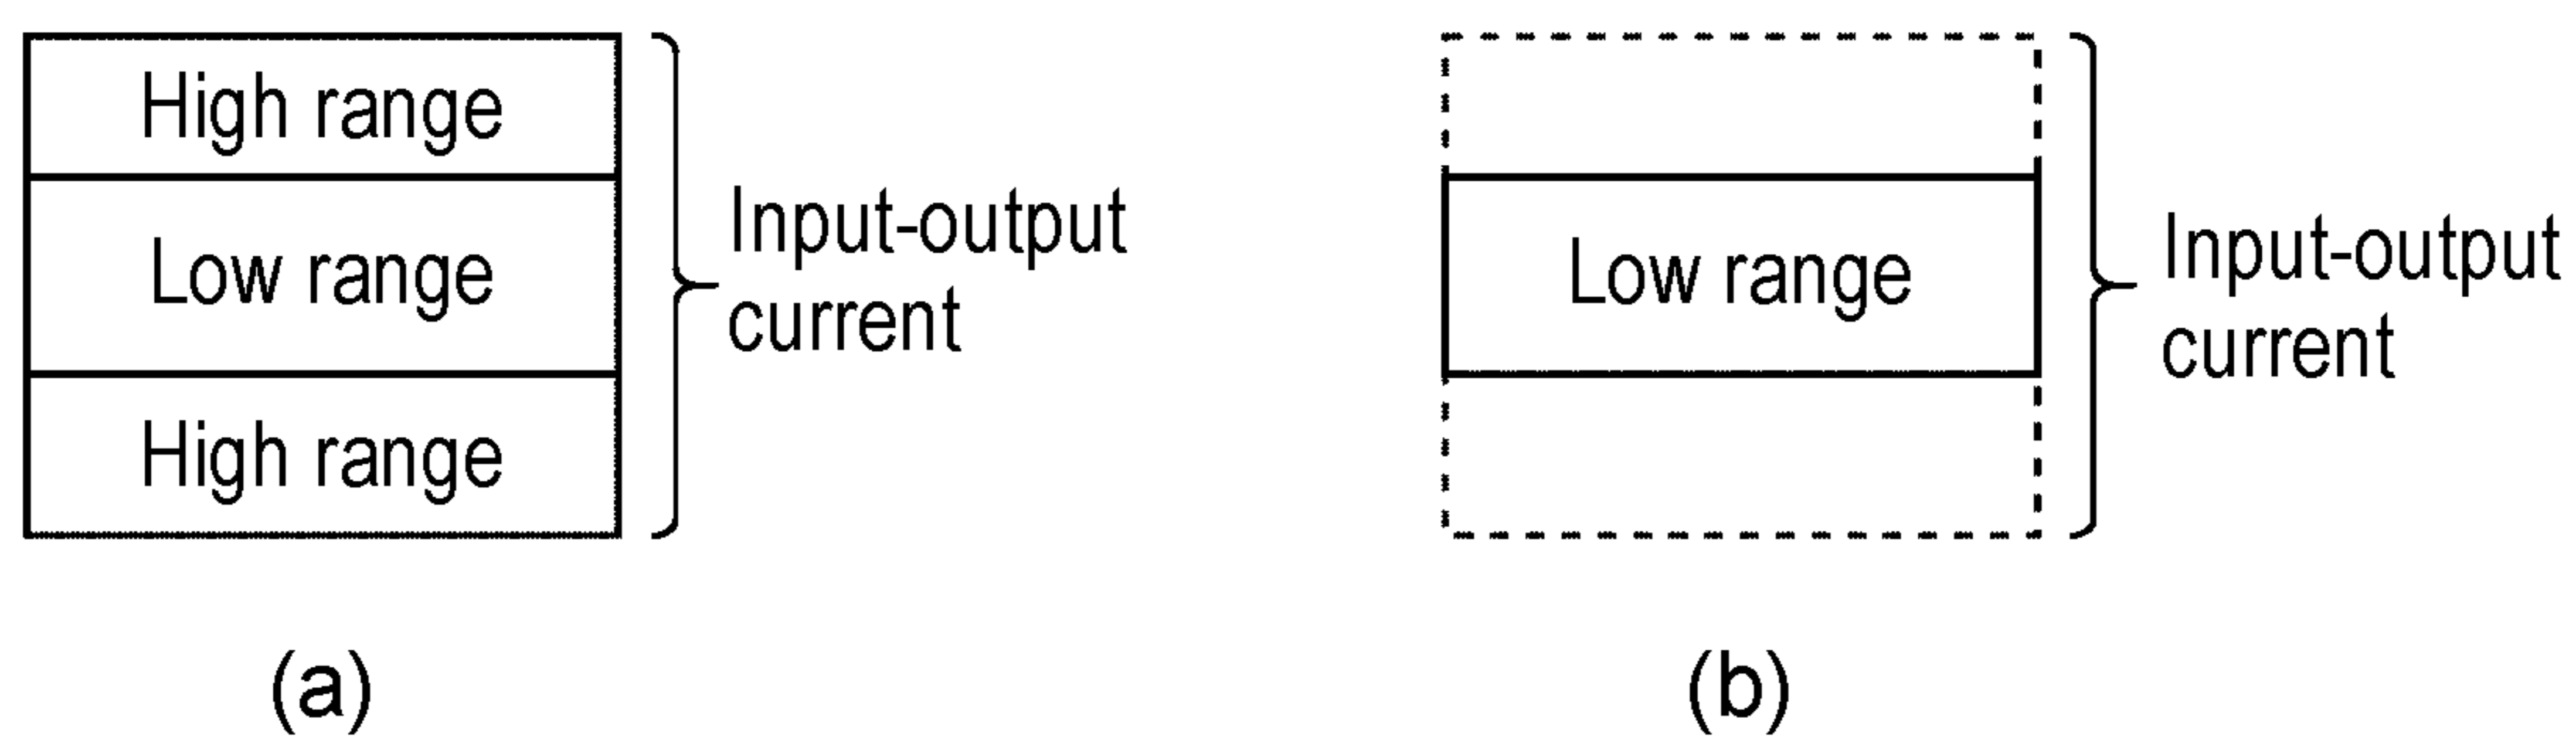 High range
Low range
High range
Input-output
current
(a)
Low range
Input-output
current
(b)